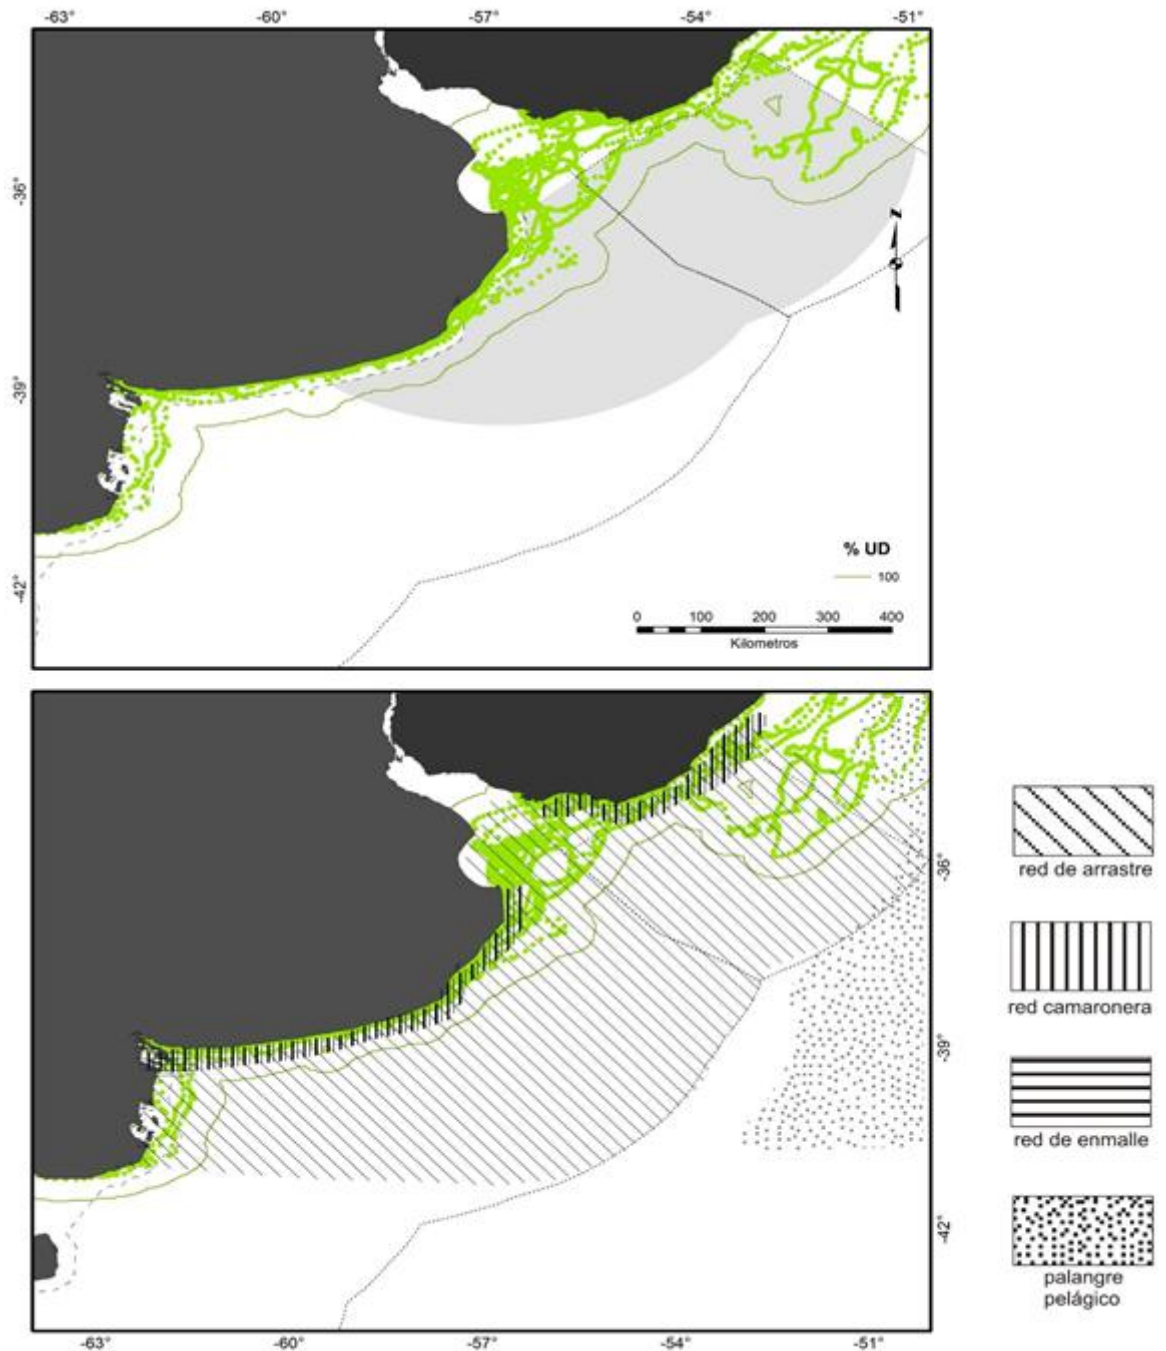 -63° -60° -57° -54° -51°
-36°
-39°
-42°
N
% UD
100
0 100 200 300 400
Kilometros
-36°
-39°
-42°
-63° -60° -57° -54° -51°
red de arrastre
red camaronera
red de enmalle
palangre
pelágico